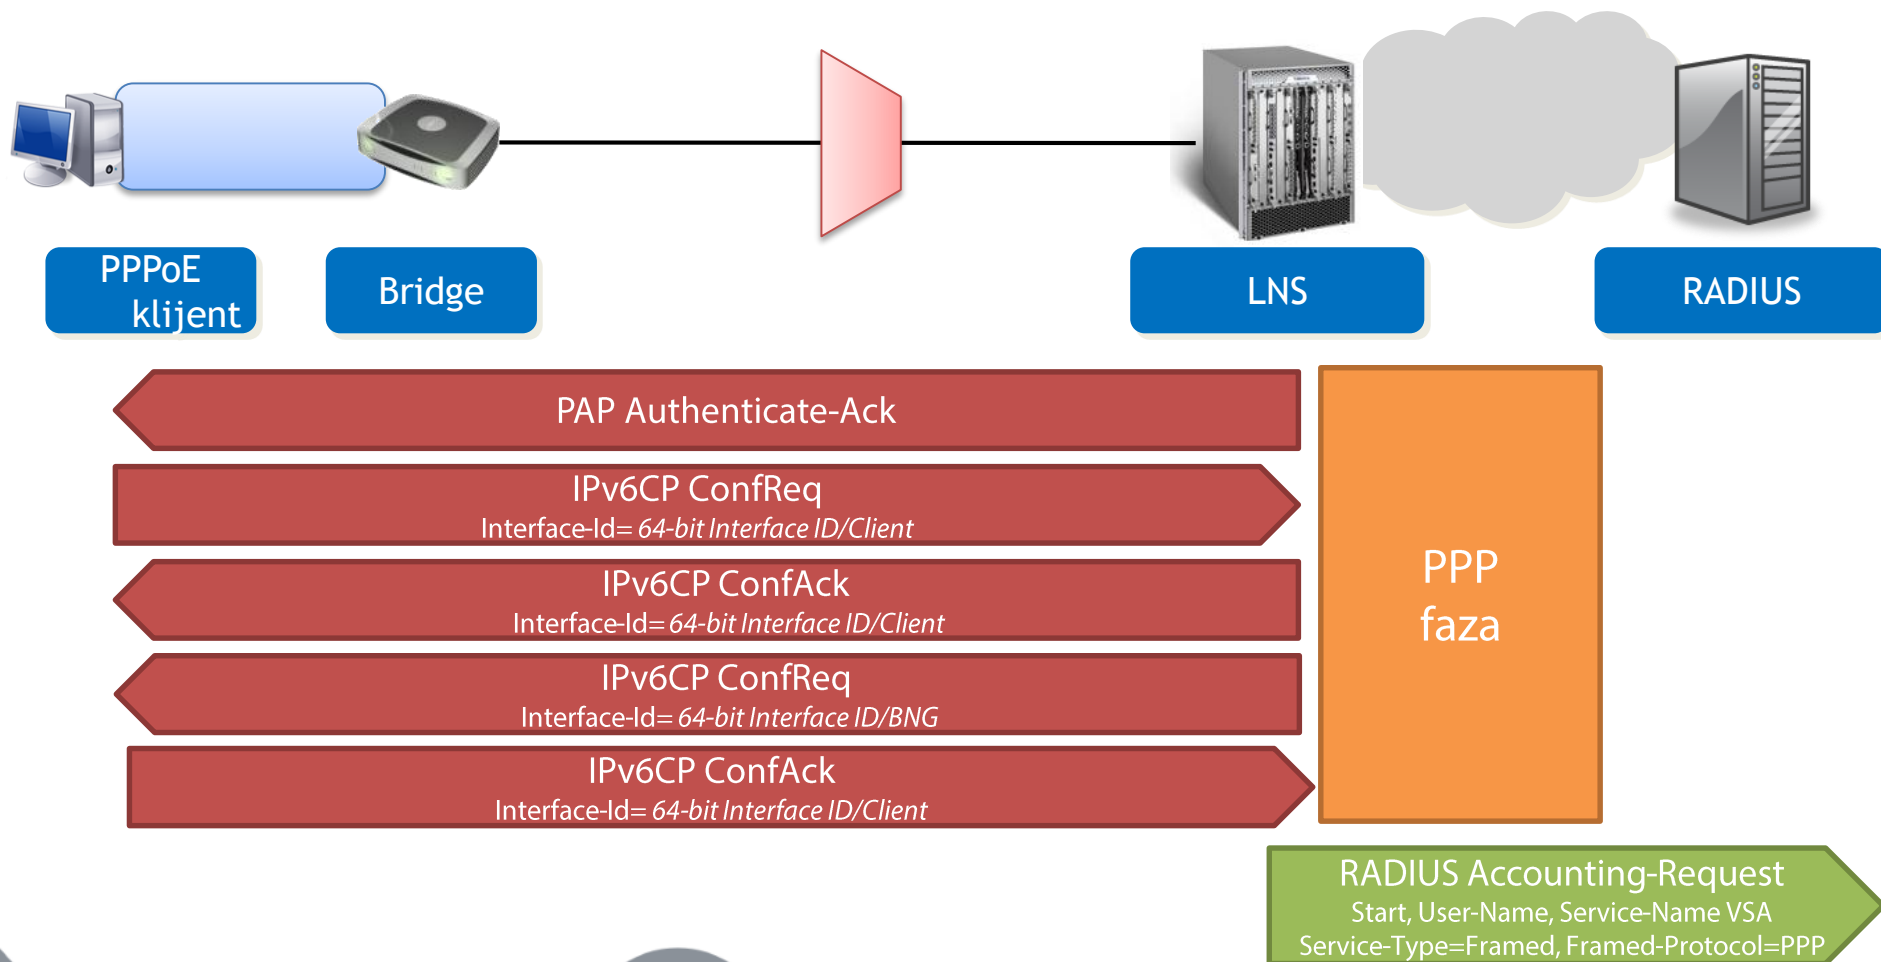 PPPoE
klijent
Bridge
LNS
RADIUS
PAP Authenticate-Ack
IPv6CP ConfReq
Interface-Id= 64-bit Interface ID/Client
IPv6CP ConfAck
Interface-Id= 64-bit Interface ID/Client
IPv6CP ConfReq
Interface-Id= 64-bit Interface ID/BNG
IPv6CP ConfAck
Interface-Id= 64-bit Interface ID/Client
PPP
faza
RADIUS Accounting-Request
Start, User-Name, Service-Name VSA
Service-Type=Framed, Framed-Protocol=PPP